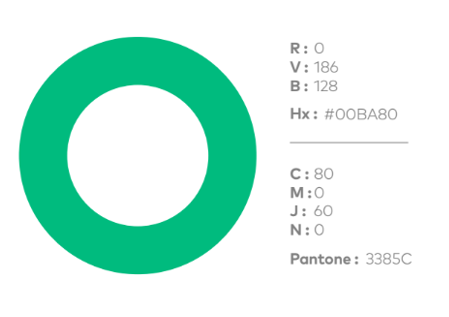 R : 0
V : 186
B : 128
Hx : #00BA80
C : 80
M : 0
J : 60
N : 0
Pantone : 3385C